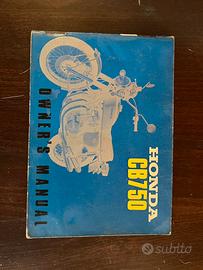 HONDA
CB750
OWNER'S MANUAL
subito